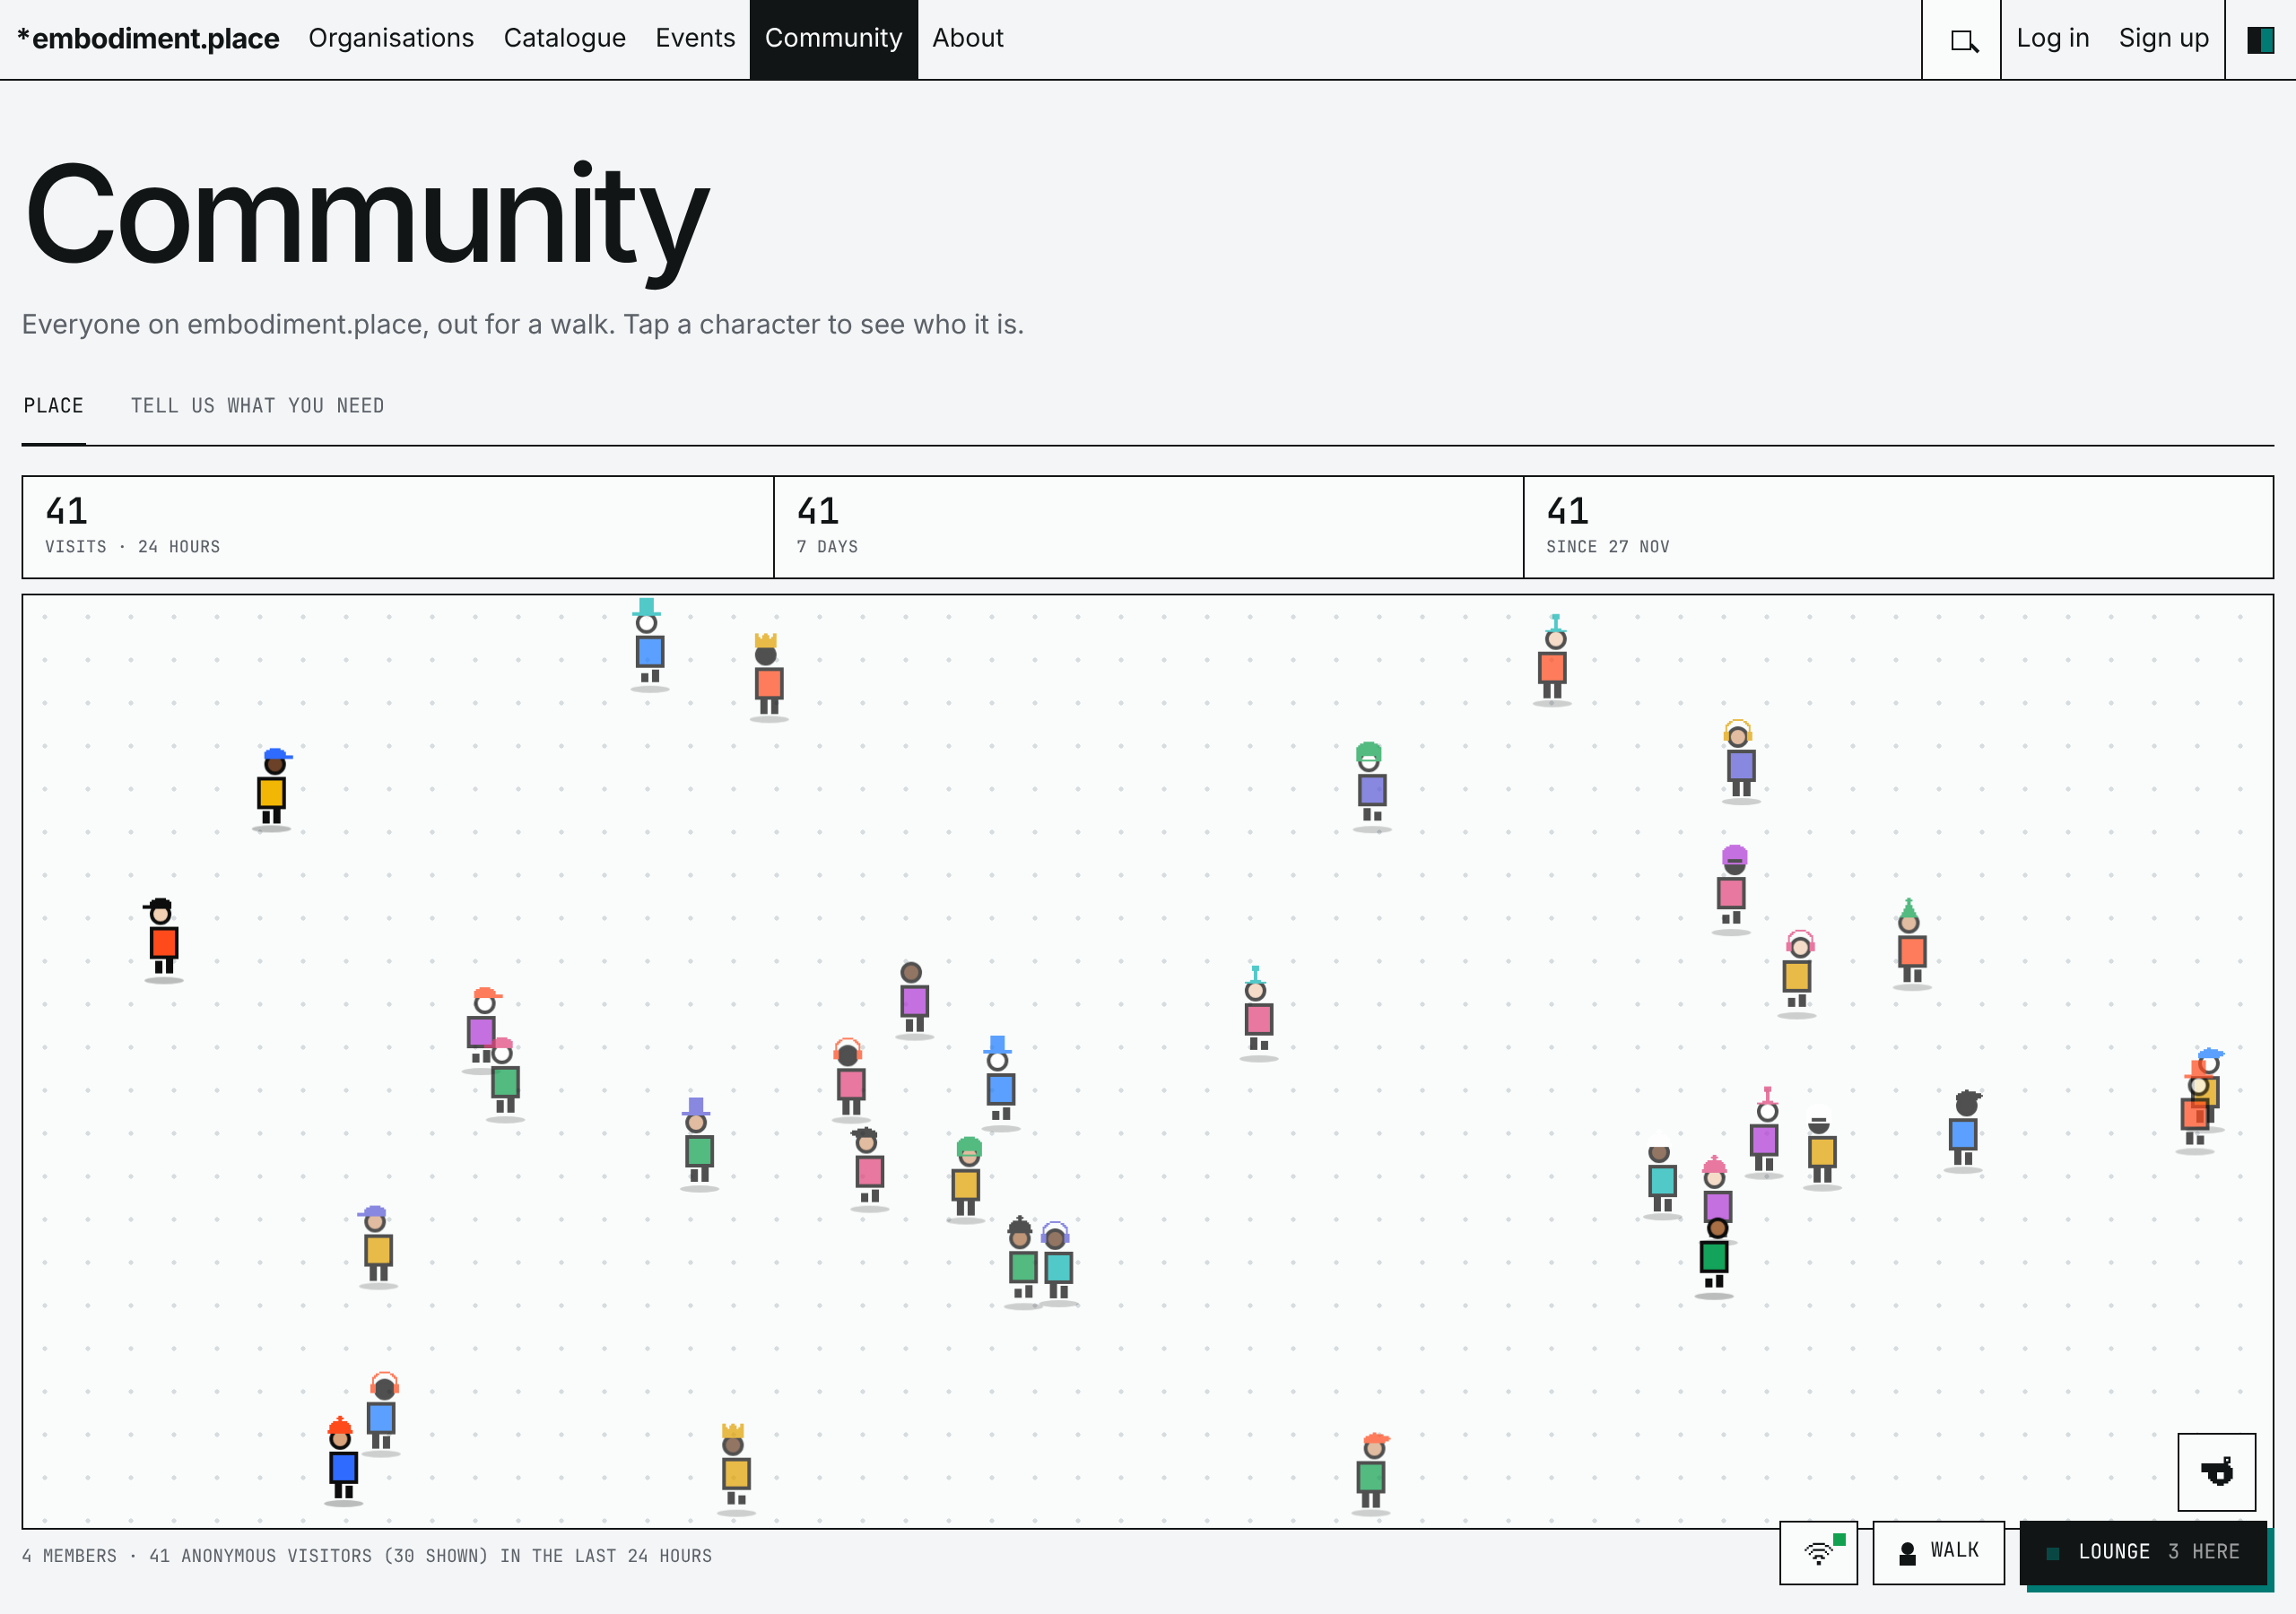 *embodiment.place Organisations Catalogue Events Community About Log in Sign up
Community
Everyone on embodiment.place, out for a walk. Tap a character to see who it is.
PLACE TELL US WHAT YOU NEED
41 41 41
VISITS · 24 HOURS 7 DAYS SINCE 27 NOV
4 MEMBERS · 41 ANONYMOUS VISITORS (30 SHOWN) IN THE LAST 24 HOURS
WALK LOUNGE 3 HERE